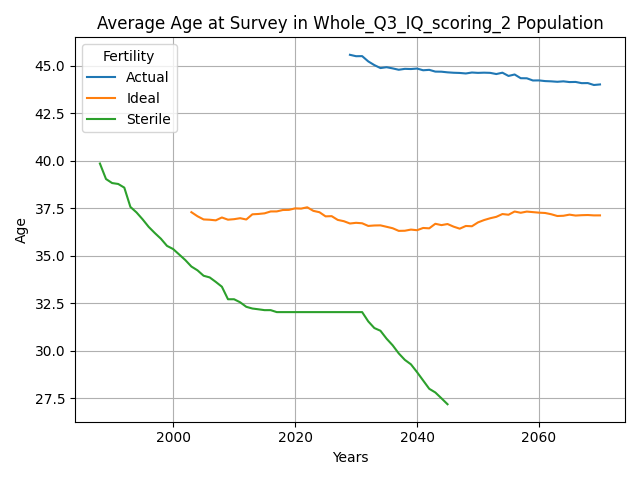 Average Age at Survey in Whole_Q3_IQ_scoring_2 Population
Fertility
Actual
Ideal
Sterile
45.0
42.5
40.0
37.5
35.0
32.5
30.0
27.5
Age
2000
2020
2040
2060
Years